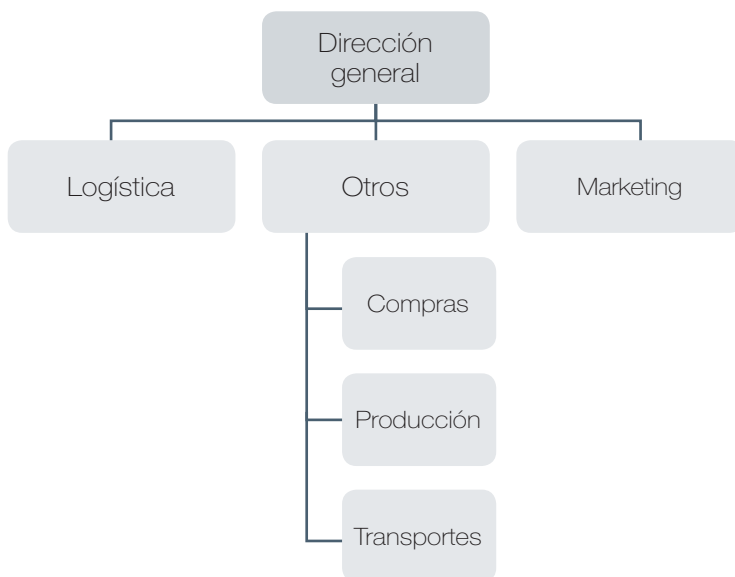 Dirección
general
Logística
Otros
Marketing
Compras
Producción
Transportes